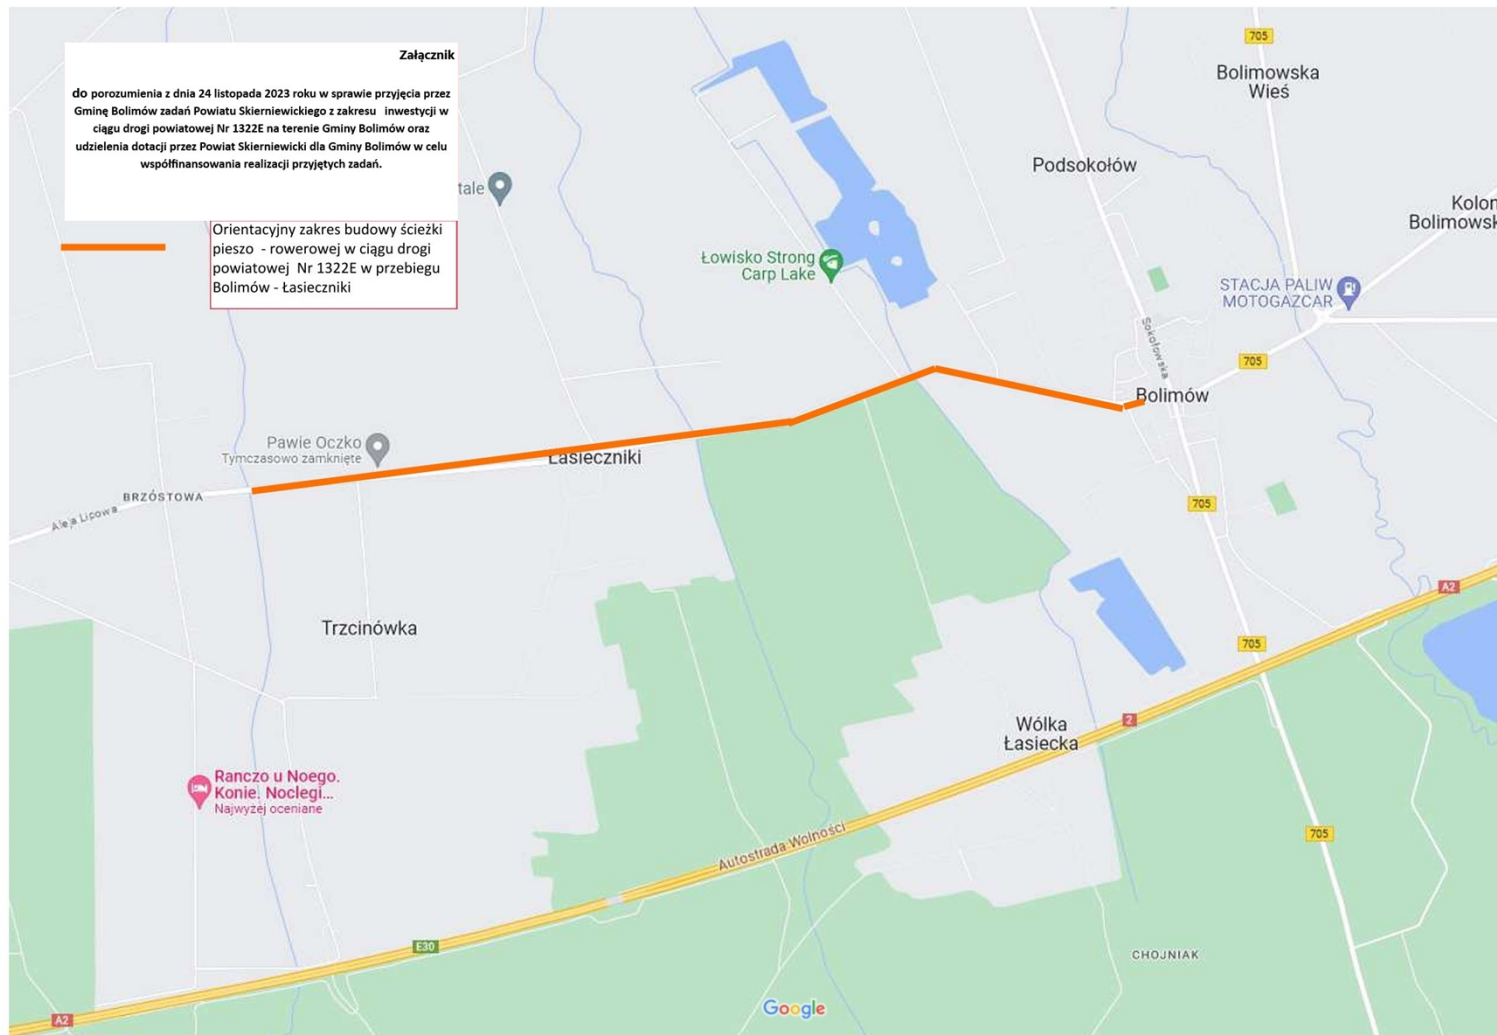 Załącznik
do porozumienia z dnia 24 listopada 2023 roku w sprawie przyjęcia przez
Gminę Bolimów zadań Powiatu Skierniewickiego z zakresu inwestycji w
ciągu drogi powiatowej Nr 1322E na terenie Gminy Bolimów oraz
udzielenia dotacji przez Powiat Skierniewicki dla Gminy Bolimów w celu
współfinansowania realizacji przyjętych zadań.
Orientacyjny zakres budowy ścieżki
pieszo - rowerowej w ciągu drogi
powiatowej Nr 1322E w przebiegu
Bolimów - Łasieczniki
705
Bolimowska
Wieś
Podsokołów
tale
Kolon
Bolimowsk
Łowisko Strong
Carp Lake
STACJA PALIW
MOTOGAZCAR
Sokołowska
705
Bolimów
Pawie Oczko
Tymczasowo zamknięte
Łasieczniki
BRZÓSTOWA
Aleja Lipowa
705
A2
Trzcinówka
705
Wólka
Łasiecka
2
Ranczo u Noego.
Konie. Noclegi...
Najwyżej oceniane
705
Autostrada Wolności
E30
CHOJNIAK
Google
A2